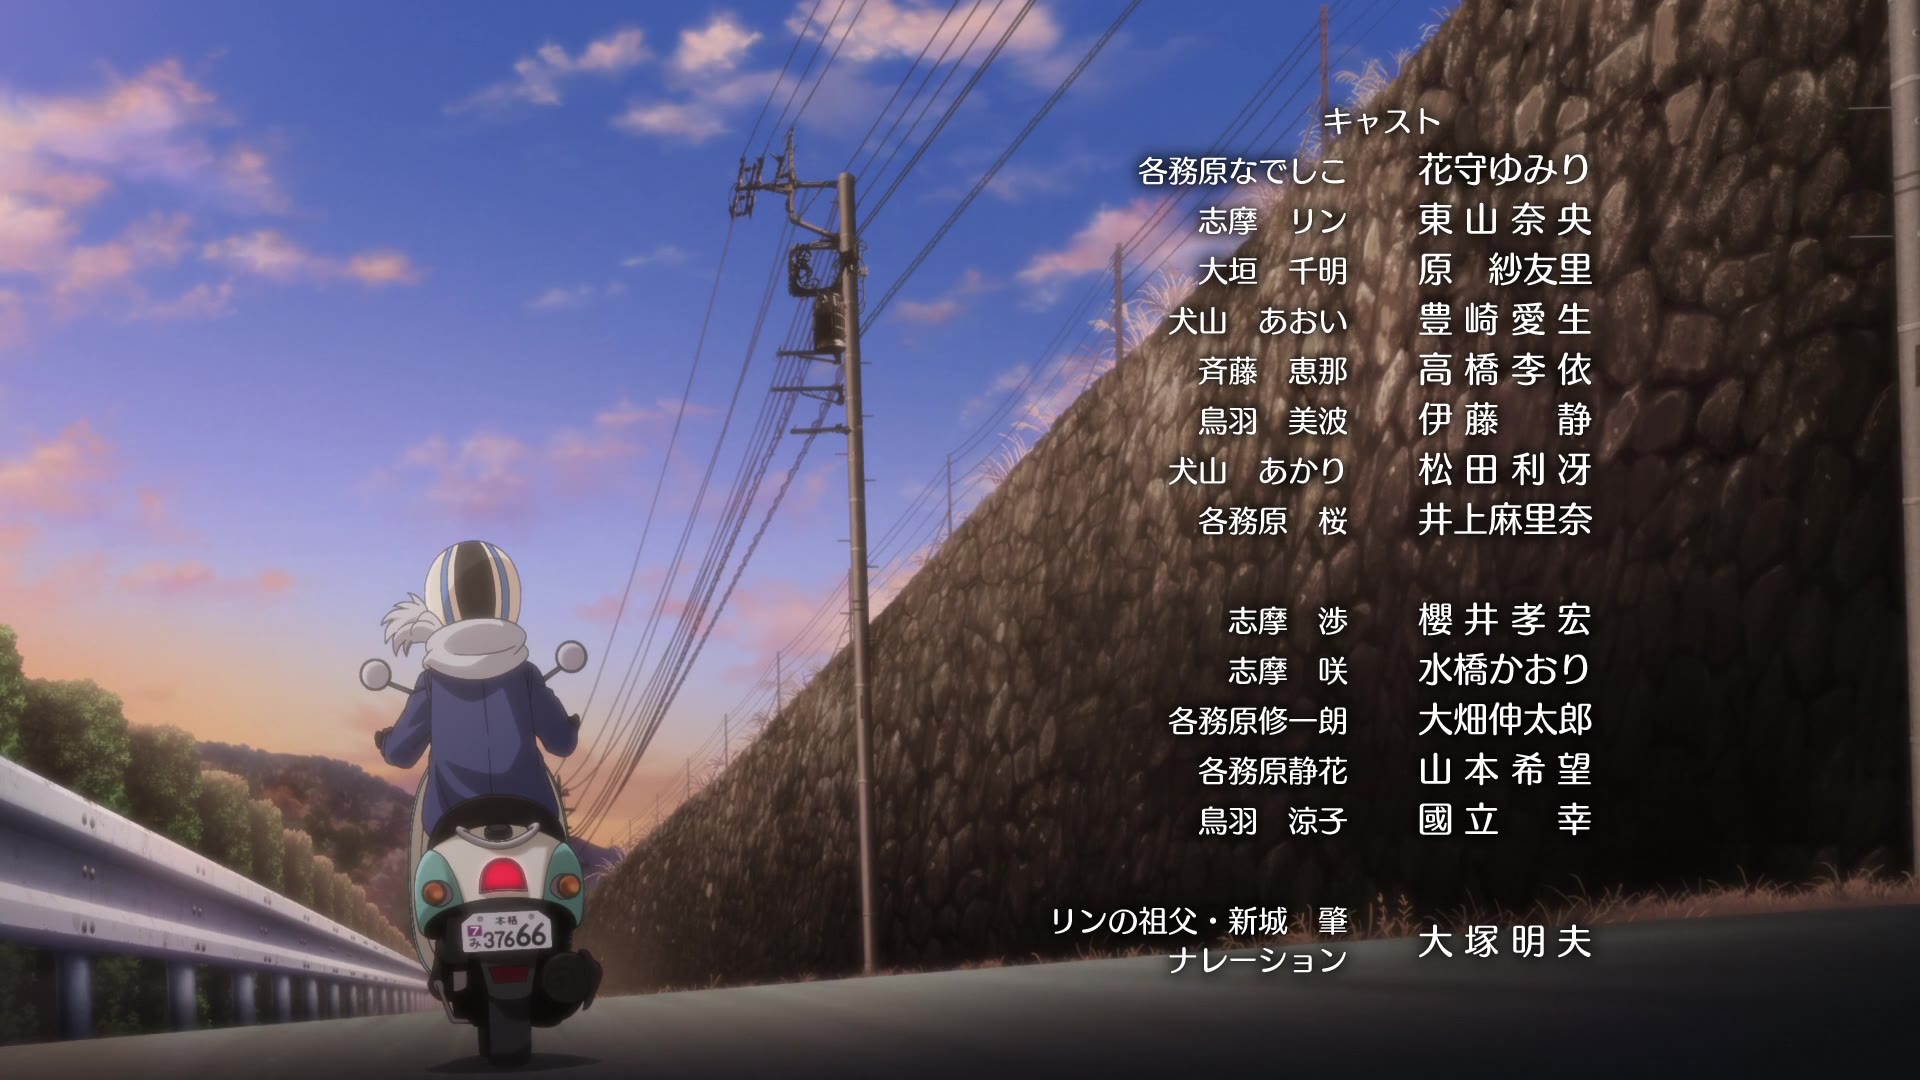 キャスト
各務原なでしこ　花守ゆみり
志摩　リン　東山奈央
大垣　千明　原　紗友里
犬山　あおい　豊崎愛生
斉藤　恵那　高橋李依
鳥羽　美波　伊藤　静
犬山　あかり　松田利冴
各務原　桜　井上麻里奈
志摩　渉　櫻井孝宏
志摩　咲　水橋かおり
各務原修一朗　大畑伸太郎
各務原静花　山本希望
鳥羽　涼子　國立　幸
リンの祖父・新城　肇
ナレーション　大塚明夫
本栖
ア
み 37666